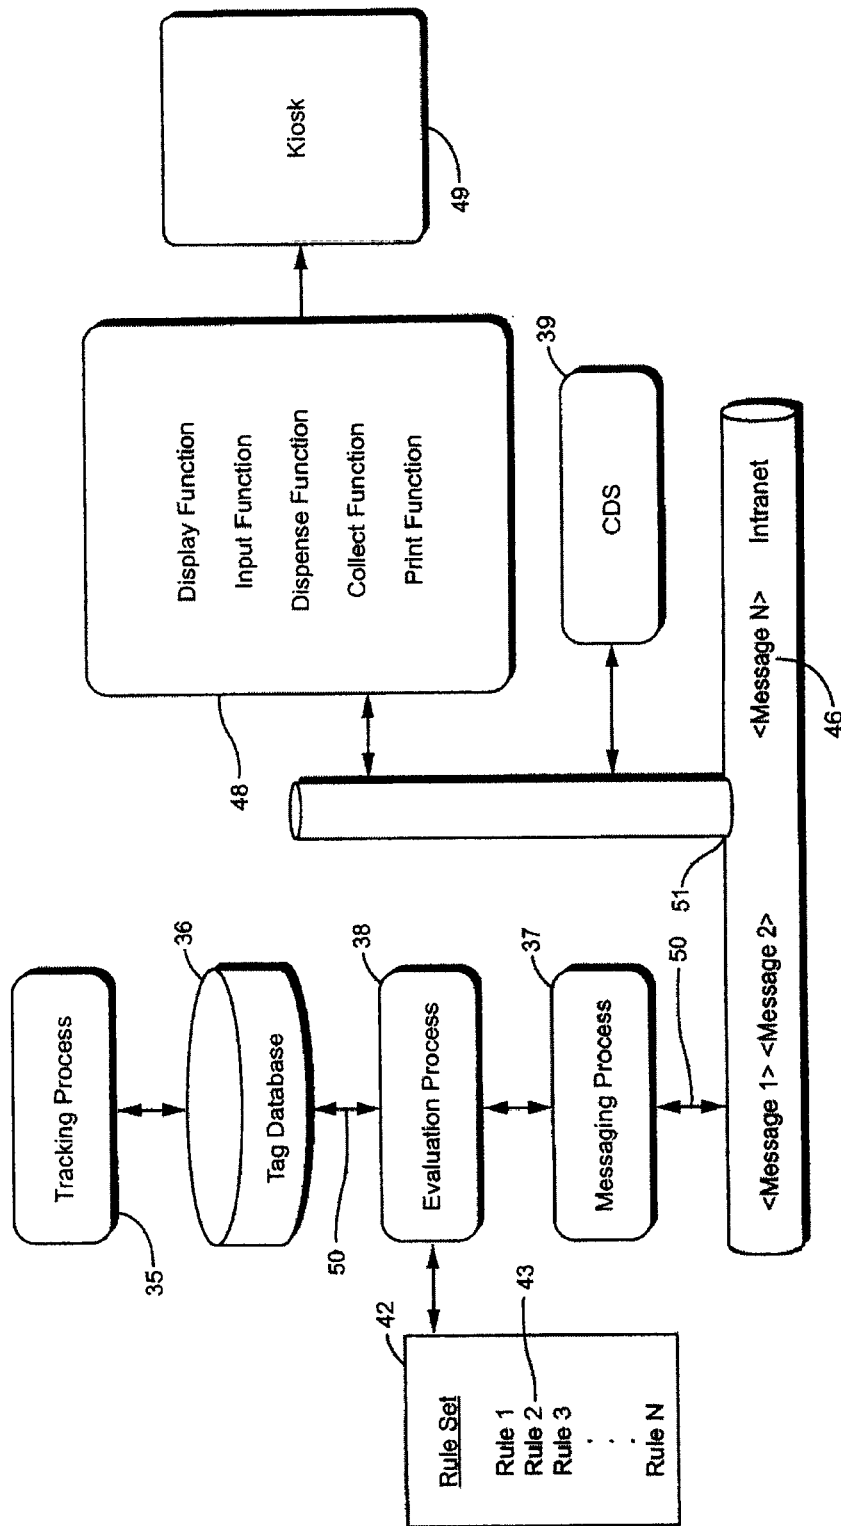 Tracking Process
35
36
Tag Database
50
42
Rule Set
Rule 1
Rule 2
Rule 3
.
.
.
Rule N
43
38
Evaluation Process
37
Messaging Process
50
51
<Message 1> <Message 2>
<Message N>
Intranet
46
48
Display Function
Input Function
Dispense Function
Collect Function
Print Function
39
CDS
Kiosk
49